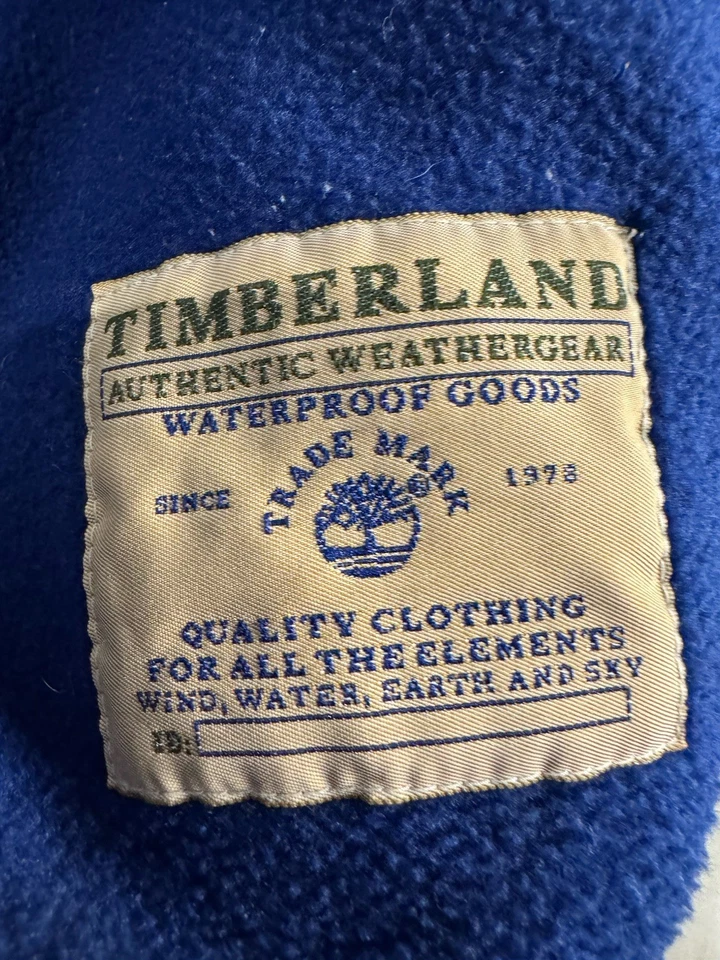 TIMBERLAND
AUTHENTIC WEATHERGEAR
WATERPROOF GOODS
TRADE MARK
SINCE 1978
®
QUALITY CLOTHING
FOR ALL THE ELEMENTS
WIND, WATER, EARTH AND SKY
ID: